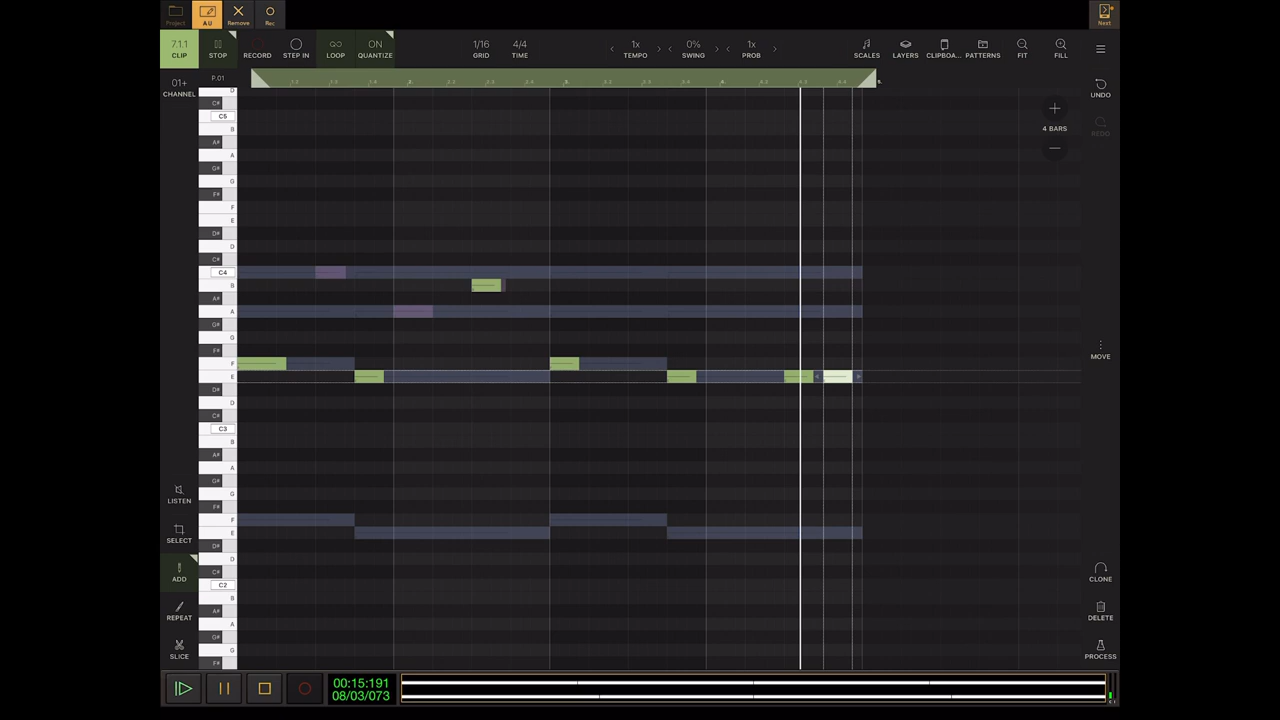 Project
AU
Remove
Rec
Next
7.1.1
CLIP
STOP
RECORD
STEP IN
LOOP
ON
QUANTIZE
1/16
GRID
4/4
TIME
1x
TEMPO
0%
SWING
1x
PROB
SCALES
LAYERS
CLIPBOA...
PATTERNS
FIT
FILL
01+
CHANNEL
P.01
UNDO
REDO
4 BARS
MOVE
CLONE
DELETE
PROCESS
LISTEN
SELECT
ADD
REPEAT
SLICE
D
C#
C5
B
A#
A
G#
G
F#
F
E
D#
D
C#
C4
B
A#
A
G#
G
F#
F
E
D#
D
C#
C3
B
A#
A
G#
G
F#
F
E
D#
D
C#
C2
B
A#
A
G#
G
F#
00:15:191
08/03/073